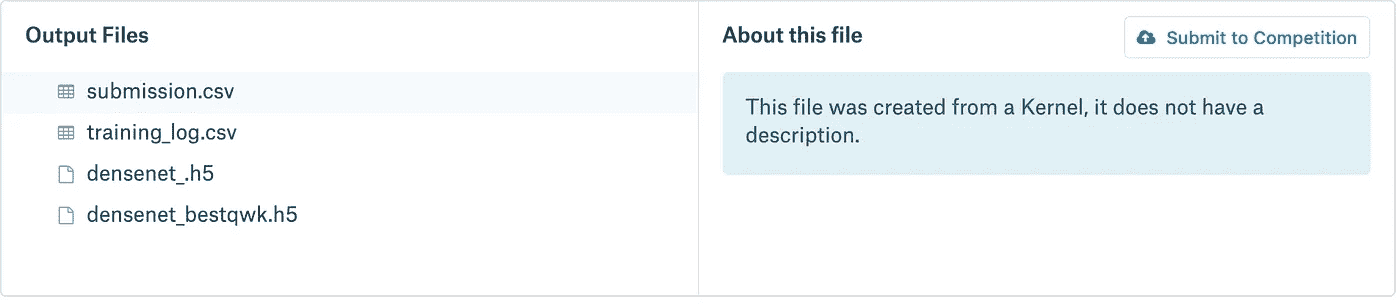 Output Files
submission.csv
training_log.csv
densenet_.h5
densenet_bestqwk.h5
About this file
Submit to Competition
This file was created from a Kernel, it does not have a
description.